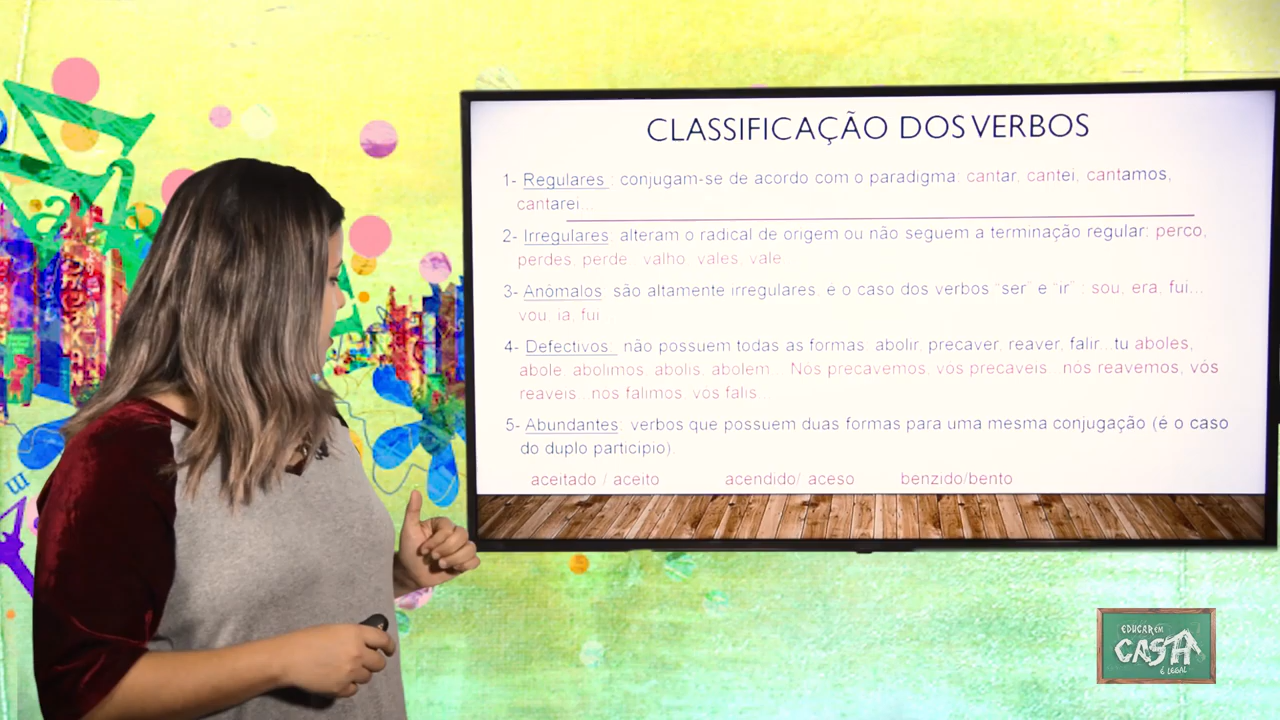 CLASSIFICAÇÃO DOS VERBOS
1- Regulares : conjugam-se de acordo com o paradigma: cantar, cantei, cantamos,
cantarei...
2- Irregulares: alteram o radical de origem ou não seguem a terminação regular: perco,
perdes, perde valho, vales, vale
3- Anômalos são altamente irregulares, é o caso dos verbos "ser" e "ir" : sou, era, fui...
vou, ia, fui
4- Defectivos: não possuem todas as formas abolir, precaver, reaver, falir...tu aboles,
abole, abolimos, abolis, abolem... Nós precavemos, vós precaveis...nós reavemos, vós
reaveis...nós falimos, vós falis...
5- Abundantes: verbos que possuem duas formas para uma mesma conjugação (é o caso
do duplo particípio).
aceitado / aceito acendido/ aceso benzido/bento
EDUCAR EM
CASA
É LEGAL